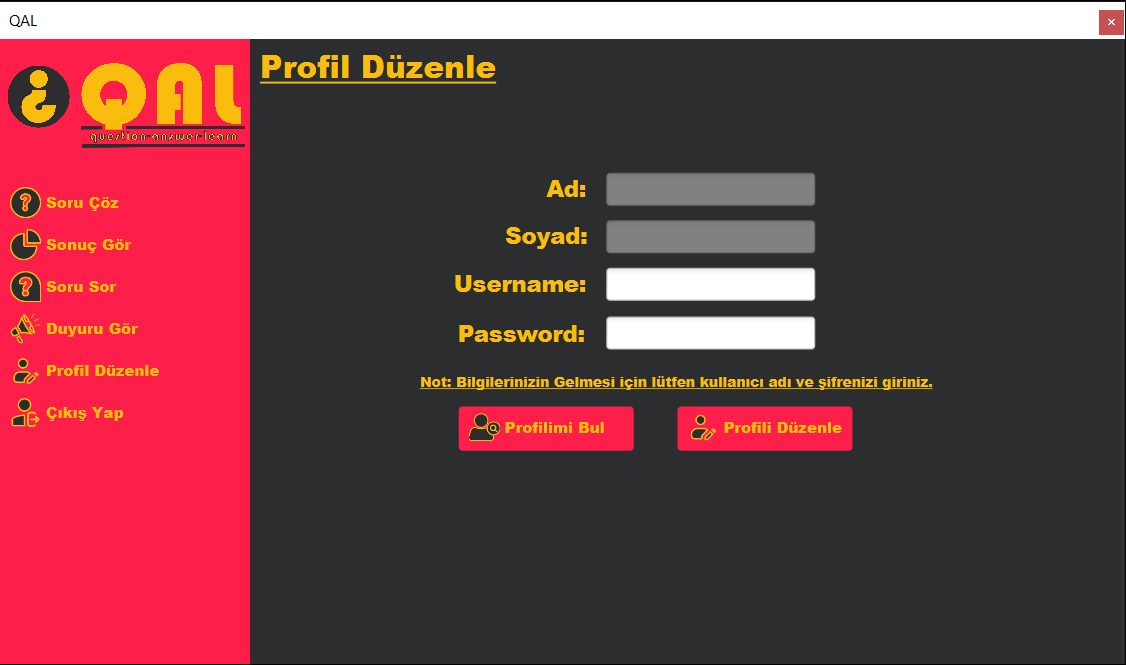 QAL
QAL
question-answer-learn
Soru Çöz
Sonuç Gör
Soru Sor
Duyuru Gör
Profil Düzenle
Çıkış Yap
Profil Düzenle
Ad:
Soyad:
Username:
Password:
Not: Bilgilerinizin Gelmesi için lütfen kullanıcı adı ve şifrenizi giriniz.
Profilimi Bul
Profili Düzenle